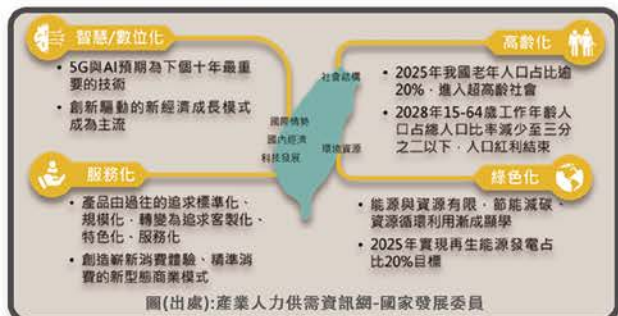 智慧/數位化
• 5G與AI預期為下個十年最重
要的技術
• 創新驅動的新經濟成長模式
成為主流
高齡化
• 2025年我國老年人口占比逾
20%，進入超高齡社會
• 2028年15-64歲工作年齡人
口占總人口比率減少至三分
之二以下，人口紅利結束
社會結構
國際情勢
國內經濟
科技發展
環境資源
服務化
• 產品由過往的追求標準化、
規模化，轉變為追求客製化、
特色化、服務化
• 創造嶄新消費體驗、精準消
費的新型態商業模式
綠色化
• 能源與資源有限，節能減碳、
資源循環利用漸成顯學
• 2025年實現再生能源發電占
比20%目標
圖(出處):產業人力供需資訊網-國家發展委員